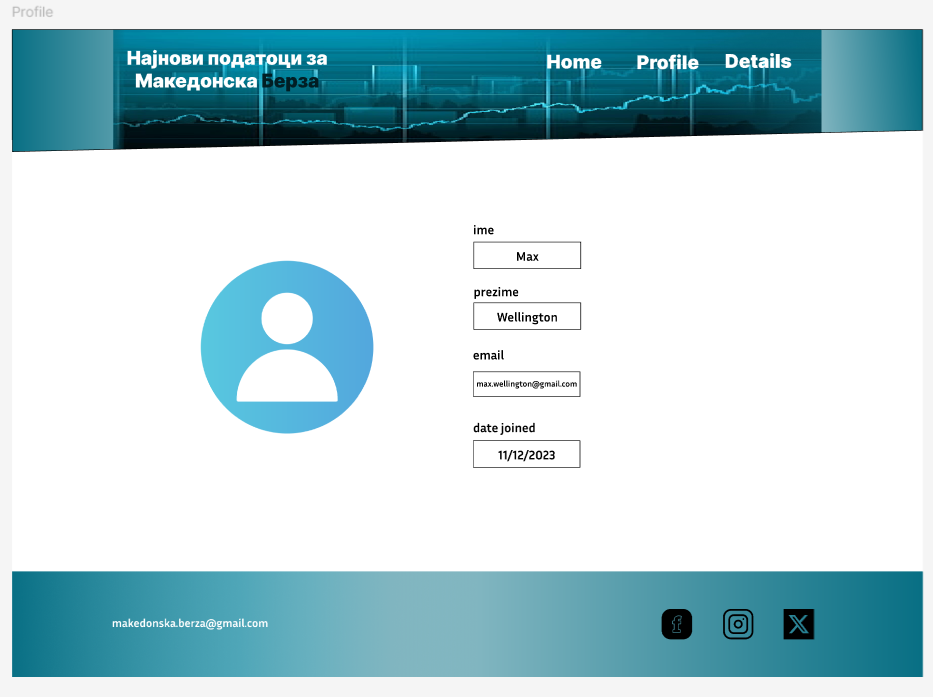 Profile
Најнови податоци за
Македонска Берза
Home Profile Details
ime
Max
prezime
Wellington
email
max.wellington@gmail.com
date joined
11/12/2023
makedonska.berza@gmail.com